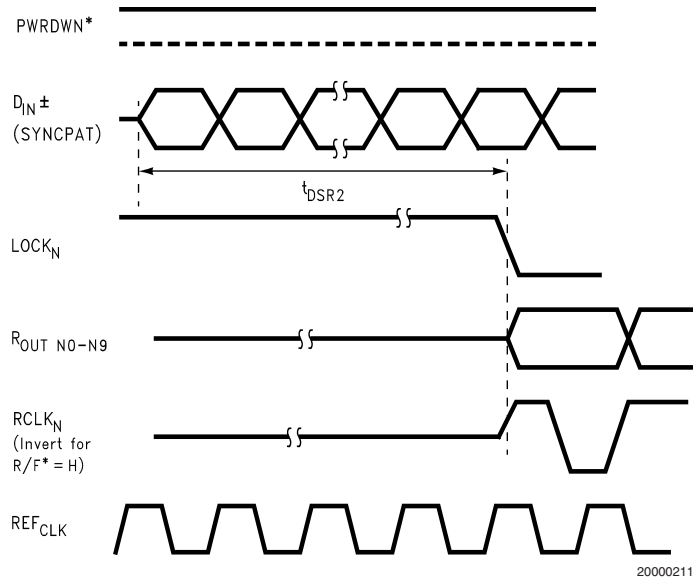 PWRDWN*
DIN ±
(SYNCPAT)
tDSR2
LOCKN
ROUT N0-N9
RCLKN
(Invert for
R/F* = H)
REFCLK
20000211